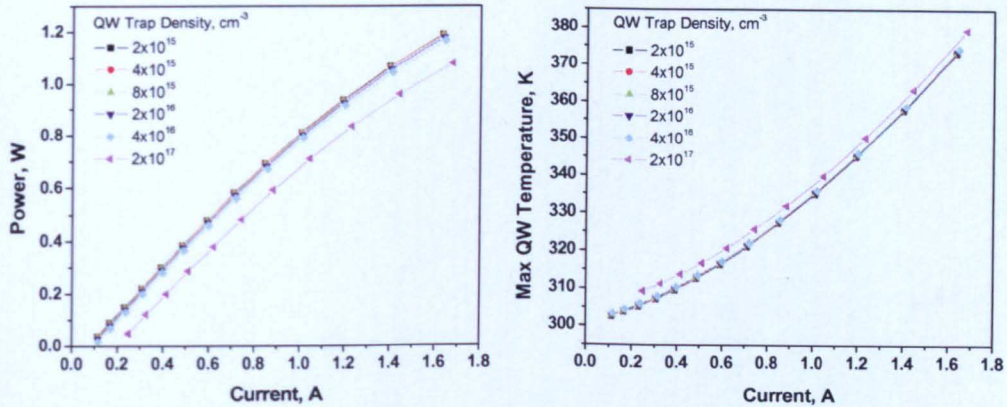 QW Trap Density, cm-3
2x10^15
4x10^15
8x10^15
2x10^16
4x10^16
2x10^17
1.2
1.0
0.8
0.6
0.4
0.2
0.0
Power, W
0.0 0.2 0.4 0.6 0.8 1.0 1.2 1.4 1.6 1.8
Current, A
QW Trap Density, cm-3
2x10^15
4x10^15
8x10^15
2x10^16
4x10^16
2x10^17
380
370
360
350
340
330
320
310
300
Max QW Temperature, K
0.0 0.2 0.4 0.6 0.8 1.0 1.2 1.4 1.6 1.8
Current, A